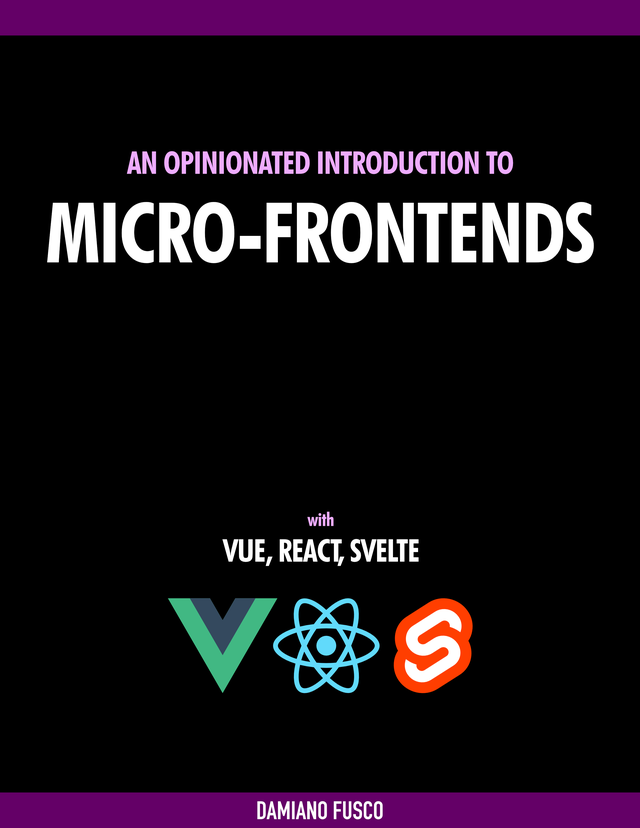 AN OPINIONATED INTRODUCTION TO
MICRO-FRONTENDS
with
VUE, REACT, SVELTE
DAMIANO FUSCO